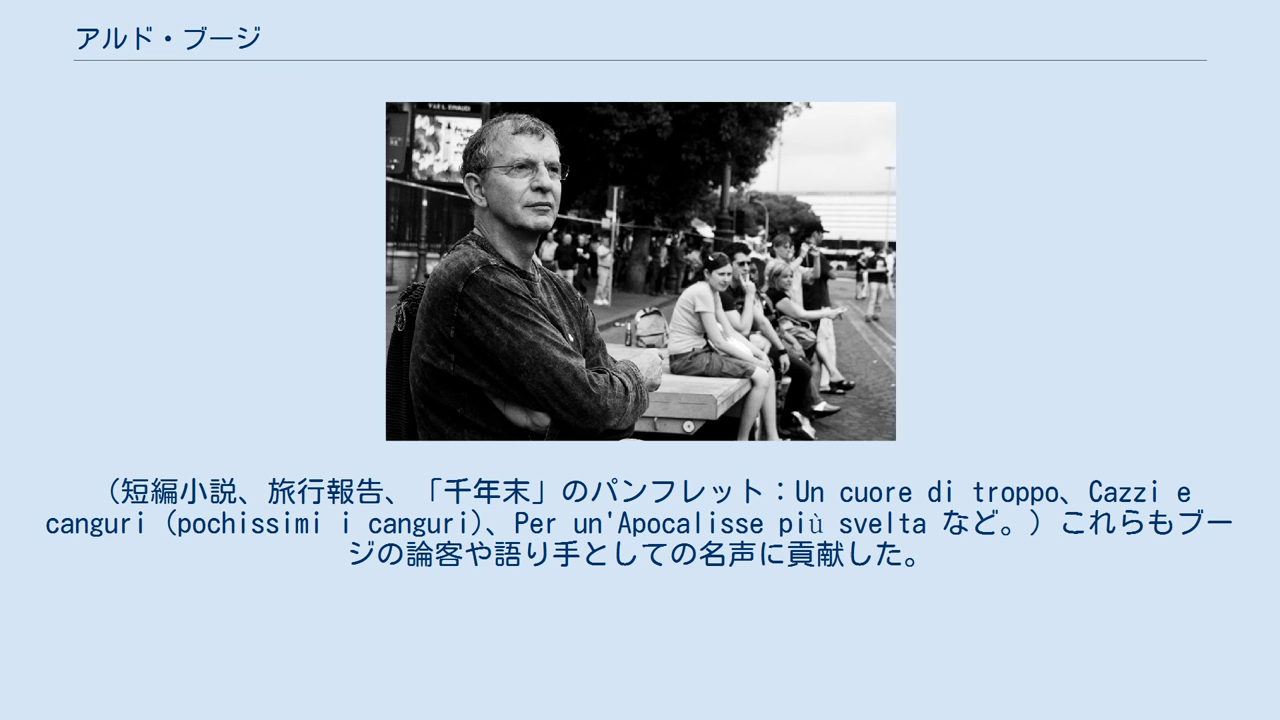 アルド・ブージ
VLE L. EINAUDI
（短編小説、旅行報告、「千年末」のパンフレット：Un cuore di troppo、Cazzi e
canguri (pochissimi i canguri)、Per un'Apocalisse più svelta など。）これらもブー
ジの論客や語り手としての名声に貢献した。